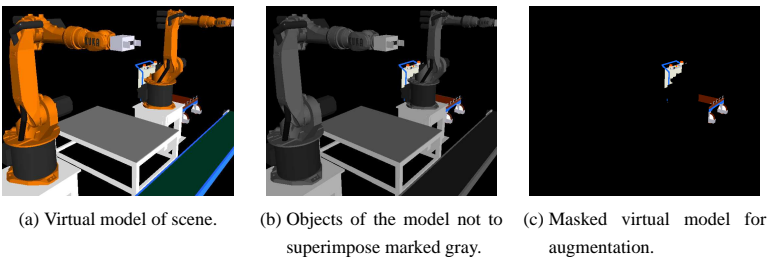 (a) Virtual model of scene.
(b) Objects of the model not to
superimpose marked gray.
(c) Masked virtual model for
augmentation.